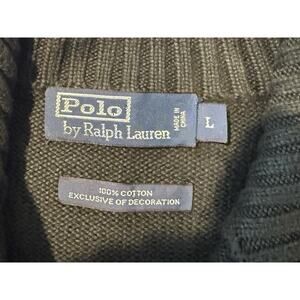 Polo
by Ralph Lauren
MADE IN
CHINA
L
100% COTTON
EXCLUSIVE OF DECORATION